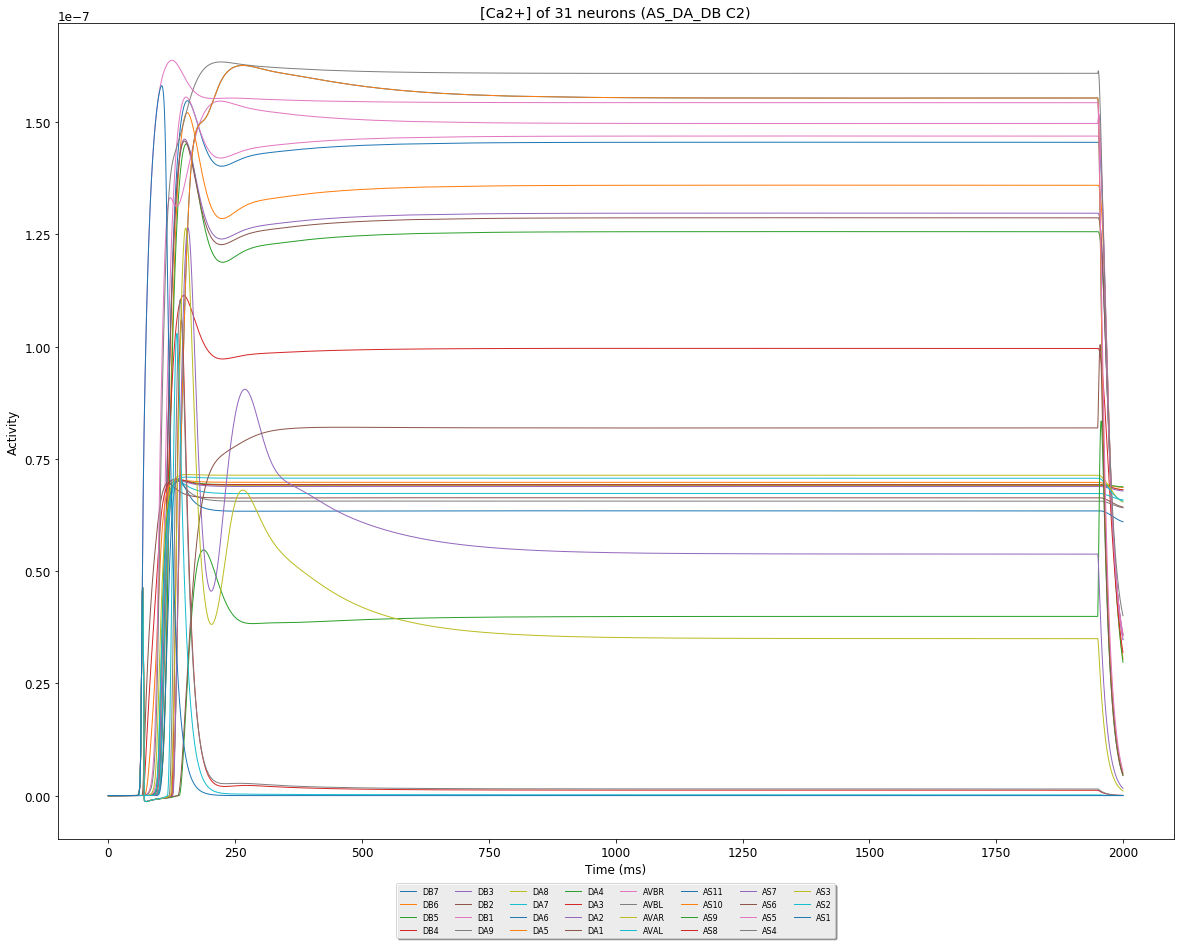 [Ca2+] of 31 neurons (AS_DA_DB C2)
1e−7
1.50
1.25
1.00
0.75
0.50
0.25
0.00
Activity
0 250 500 750 1000 1250 1500 1750 2000
Time (ms)
DB7 DB3 DA8 DA4 AVBR AS11 AS7 AS3
DB6 DB2 DA7 DA3 AVBL AS10 AS6 AS2
DB5 DB1 DA6 DA2 AVAR AS9 AS5 AS1
DB4 DA9 DA5 DA1 AVAL AS8 AS4